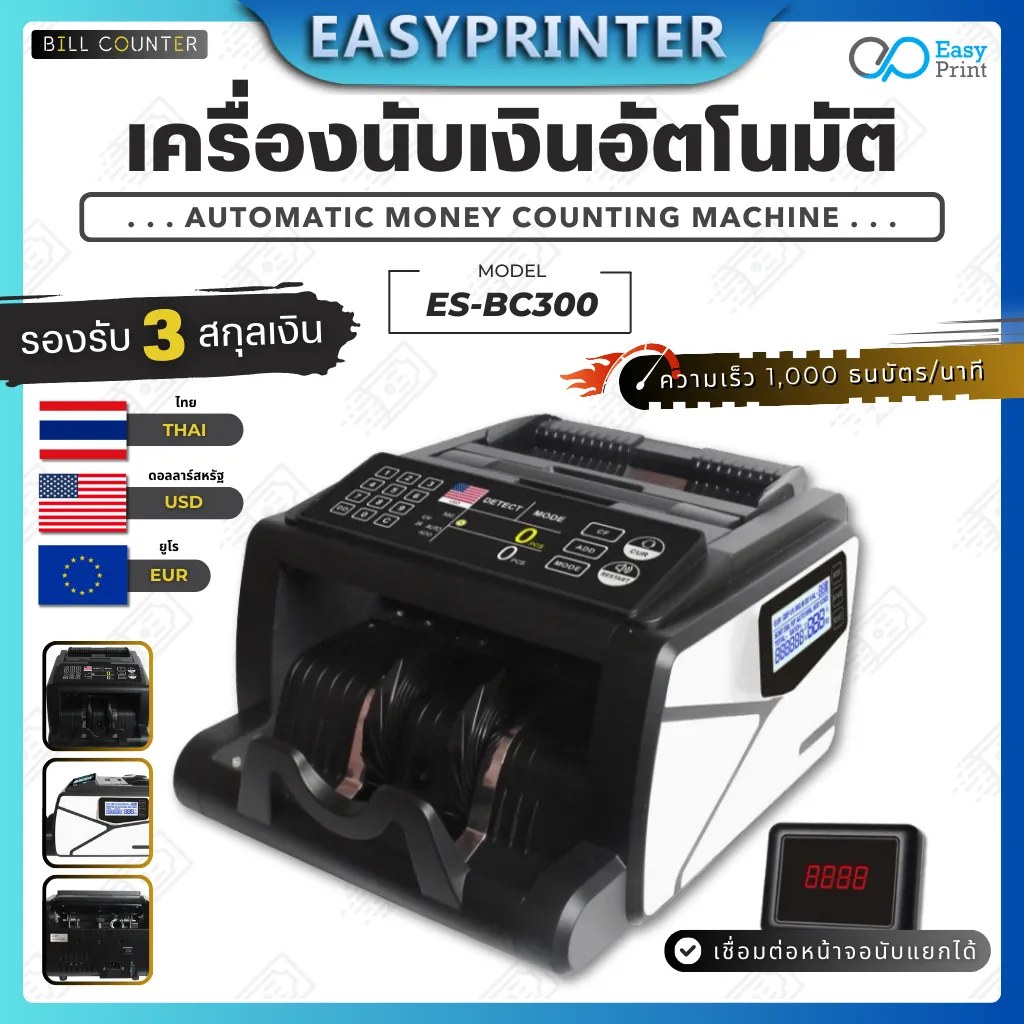 BILL COUNTER
EASYPRINTER
Easy
Print
เครื่องนับเงินอัตโนมัติ
. . . AUTOMATIC MONEY COUNTING MACHINE . . .
MODEL
ES-BC300
รองรับ 3 สกุลเงิน
ความเร็ว 1,000 ธนบัตร/นาที
ไทย
THAI
ดอลลาร์สหรัฐ
USD
ยูโร
EUR
DETECT
MODE
0 PCS
0 PCS
CF
ADD
MODE
CUR
RESTART
8888
เชื่อมต่อหน้าจอนับแยกได้